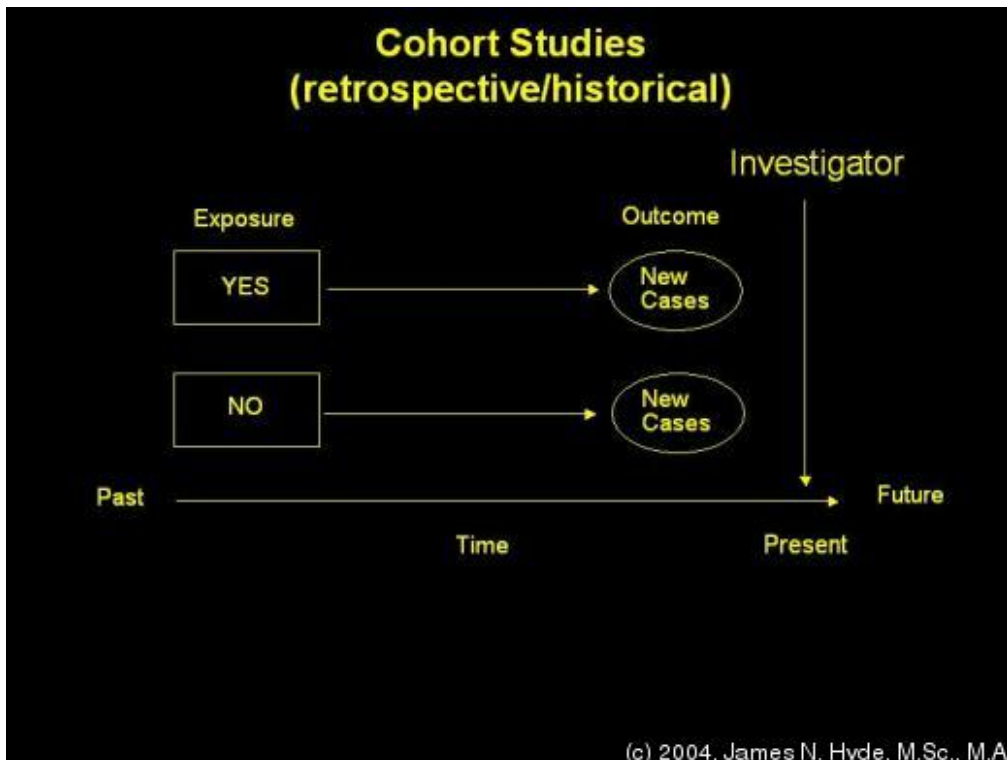 Cohort Studies
(retrospective/historical)
Investigator
Exposure
Outcome
YES
New
Cases
NO
New
Cases
Past
Future
Time
Present
(c) 2004, James N. Hyde, M.Sc., M.A